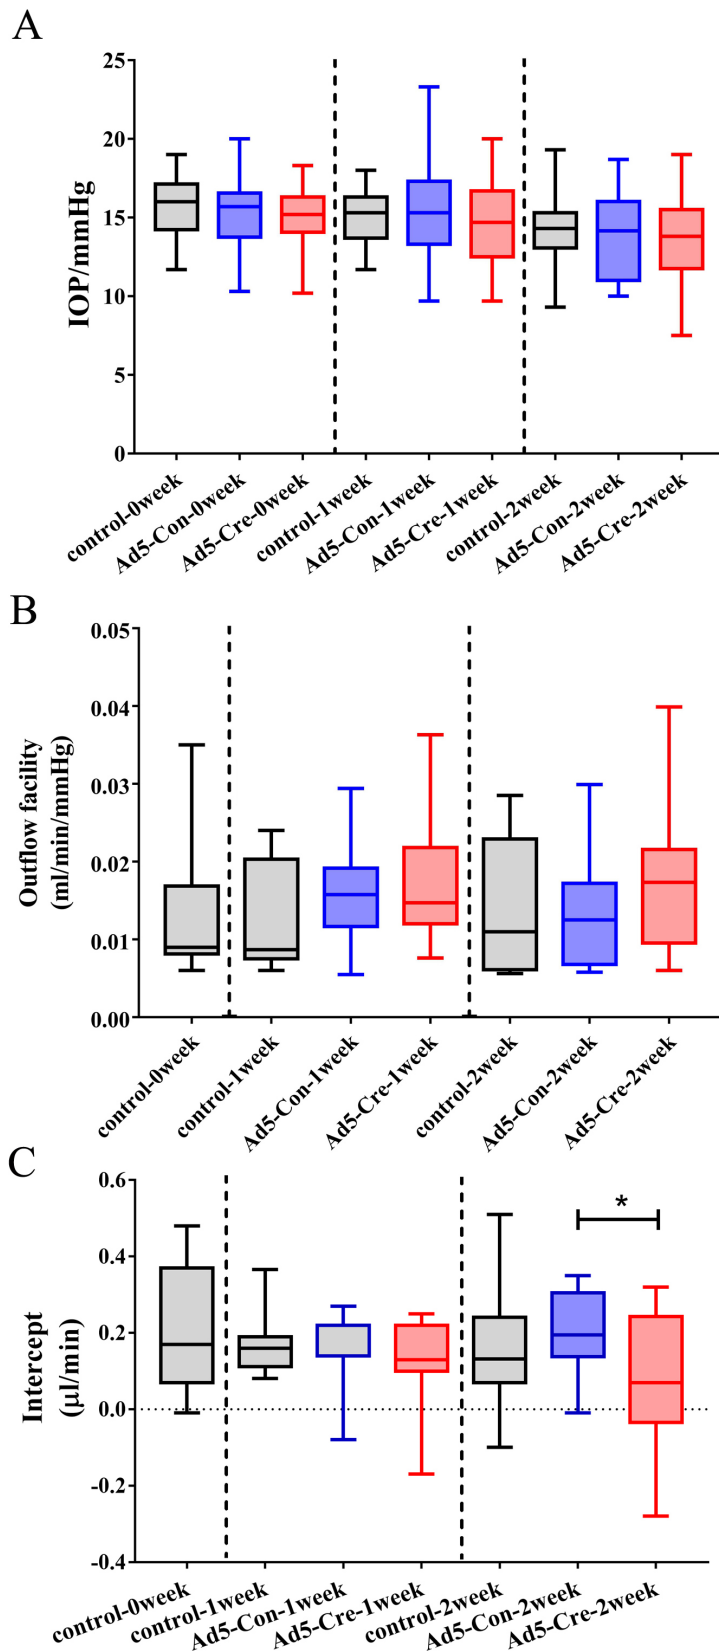 A
IOP/mmHg
25
20
15
10
5
0
control-0week
Ad5-Con-0week
Ad5-Cre-0week
control-1week
Ad5-Con-1week
Ad5-Cre-1week
control-2week
Ad5-Con-2week
Ad5-Cre-2week
B
Outflow facility
(ml/min/mmHg)
0.05
0.04
0.03
0.02
0.01
0.00
control-0week
control-1week
Ad5-Con-1week
Ad5-Cre-1week
control-2week
Ad5-Con-2week
Ad5-Cre-2week
C
Intercept
(µl/min)
0.6
0.4
0.2
0.0
-0.2
-0.4
*
control-0week
control-1week
Ad5-Con-1week
Ad5-Cre-1week
control-2week
Ad5-Con-2week
Ad5-Cre-2week